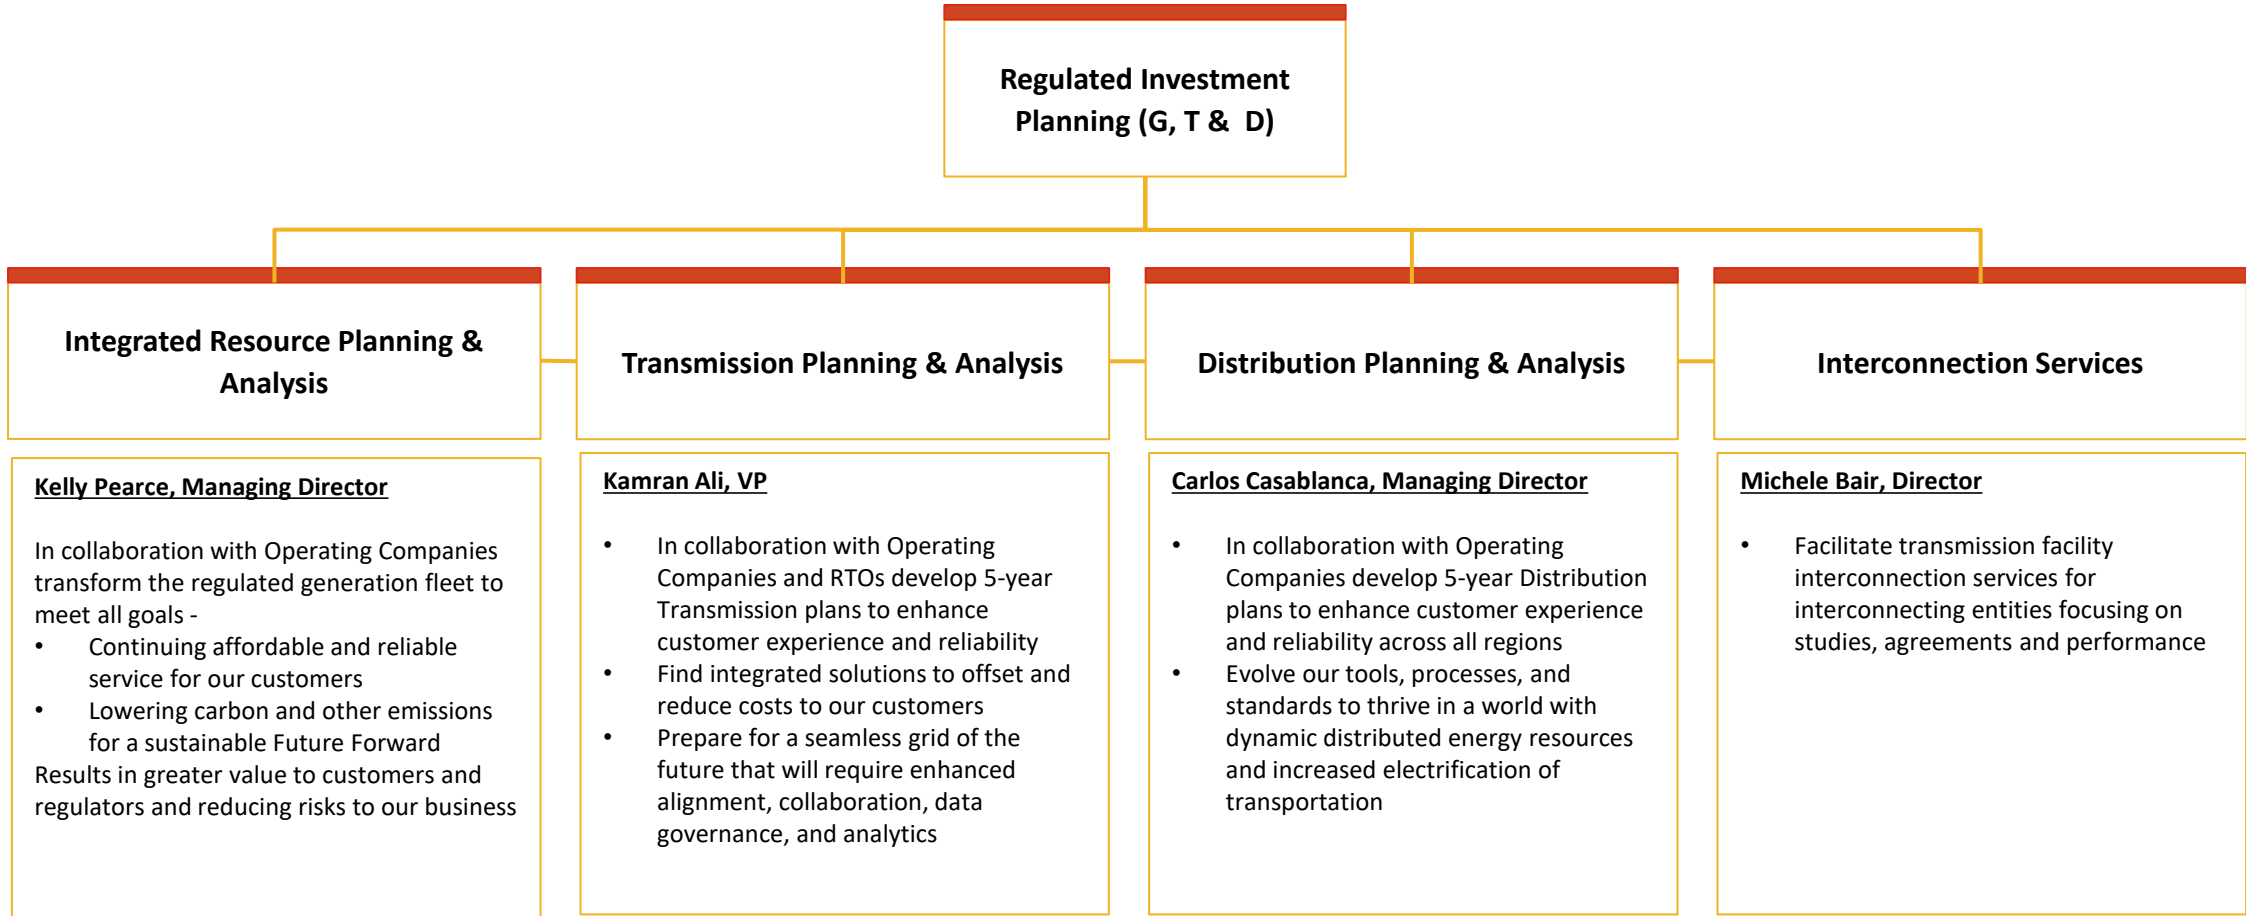 Regulated Investment
Planning (G, T &  D)
Integrated Resource Planning &
Analysis
Transmission Planning & Analysis
Distribution Planning & Analysis
Interconnection Services
Kelly Pearce, Managing Director
In collaboration with Operating Companies
transform the regulated generation fleet to
meet all goals -
• Continuing affordable and reliable
service for our customers
• Lowering carbon and other emissions
for a sustainable Future Forward
Results in greater value to customers and
regulators and reducing risks to our business
Kamran Ali, VP
• In collaboration with Operating
Companies and RTOs develop 5-year
Transmission plans to enhance
customer experience and reliability
• Find integrated solutions to offset and
reduce costs to our customers
• Prepare for a seamless grid of the
future that will require enhanced
alignment, collaboration, data
governance, and analytics
Carlos Casablanca, Managing Director
• In collaboration with Operating
Companies develop 5-year Distribution
plans to enhance customer experience
and reliability across all regions
• Evolve our tools, processes, and
standards to thrive in a world with
dynamic distributed energy resources
and increased electrification of
transportation
Michele Bair, Director
• Facilitate transmission facility
interconnection services for
interconnecting entities focusing on
studies, agreements and performance